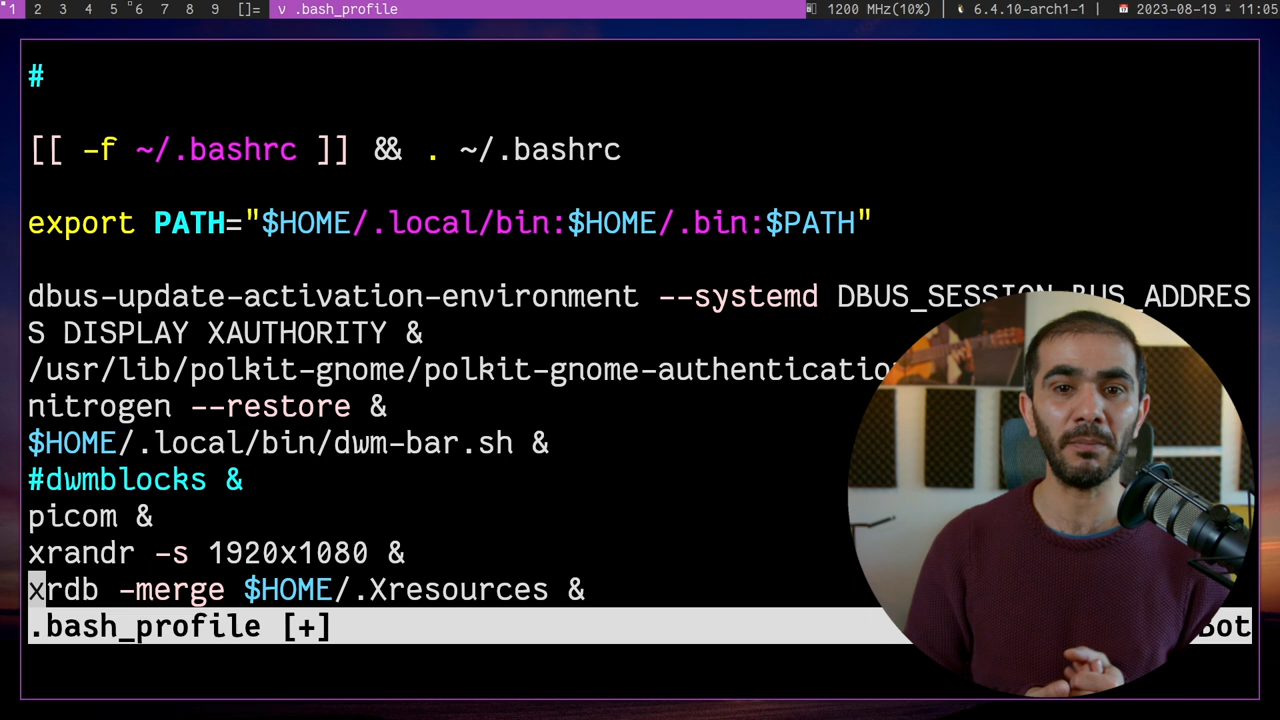 1 2 3 4 5 6 7 8 9 []= ν .bash_profile 1200 MHz(10%) | 6.4.10-arch1-1 | 2023-08-19 11:05
#
[[ -f ~/.bashrc ]] && . ~/.bashrc
export PATH="$HOME/.local/bin:$HOME/.bin:$PATH"
dbus-update-activation-environment --systemd DBUS_SESSION_BUS_ADDRES
S DISPLAY XAUTHORITY &
/usr/lib/polkit-gnome/polkit-gnome-authenticatio
nitrogen --restore &
$HOME/.local/bin/dwm-bar.sh &
#dwmblocks &
picom &
xrandr -s 1920x1080 &
xrdb -merge $HOME/.Xresources &
.bash_profile [+] Bot